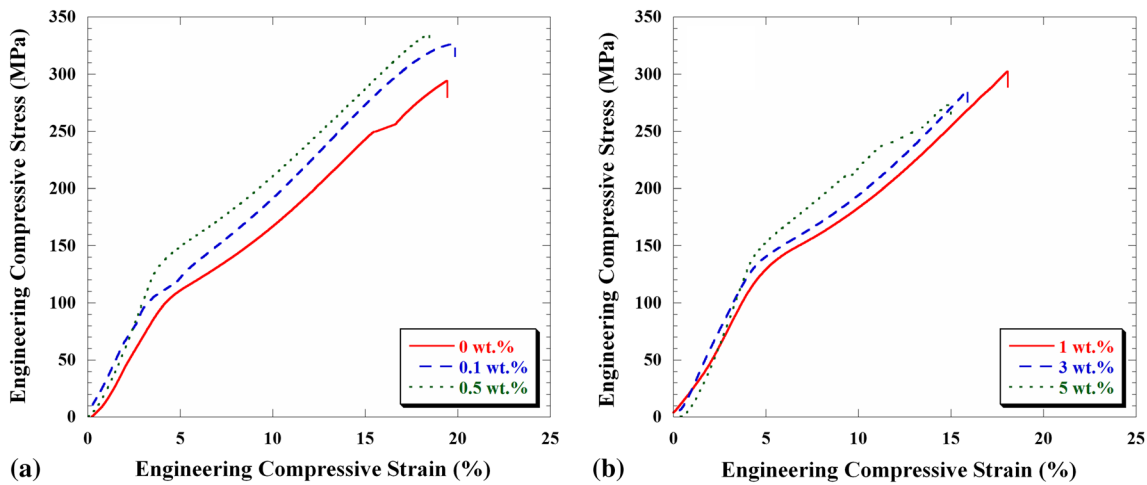 Engineering Compressive Stress (MPa)
350
300
250
200
150
100
50
0
0 5 10 15 20 25
0 wt.%
0.1 wt.%
0.5 wt.%
(a) Engineering Compressive Strain (%)
Engineering Compressive Stress (MPa)
350
300
250
200
150
100
50
0
0 5 10 15 20 25
1 wt.%
3 wt.%
5 wt.%
(b) Engineering Compressive Strain (%)